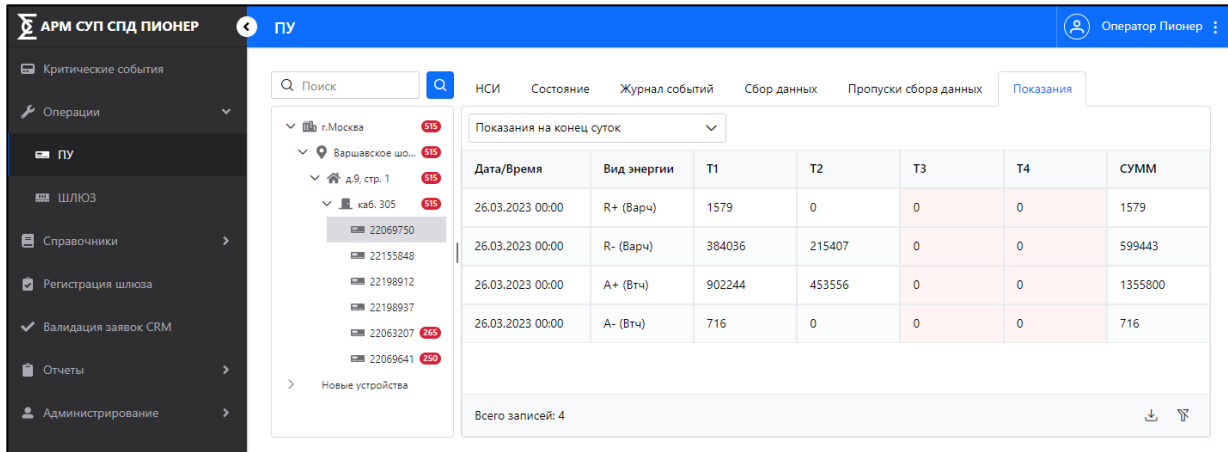 АРМ СУП СПД ПИОНЕР
ПУ
Оператор Пионер
Критические события
Операции
ПУ
ШЛЮЗ
Справочники
Регистрация шлюза
Валидация заявок CRM
Отчеты
Администрирование
Поиск
г.Москва 515
Варшавское шо... 515
д.9, стр. 1 515
каб. 305 515
22069750
22155848
22198912
22198937
22063207 265
22069641 250
Новые устройства
НСИ Состояние Журнал событий Сбор данных Пропуски сбора данных Показания
Показания на конец суток
Дата/Время Вид энергии T1 T2 T3 T4 СУММ
26.03.2023 00:00 R+ (Варч) 1579 0 0 0 1579
26.03.2023 00:00 R- (Варч) 384036 215407 0 0 599443
26.03.2023 00:00 A+ (Втч) 902244 453556 0 0 1355800
26.03.2023 00:00 A- (Втч) 716 0 0 0 716
Всего записей: 4